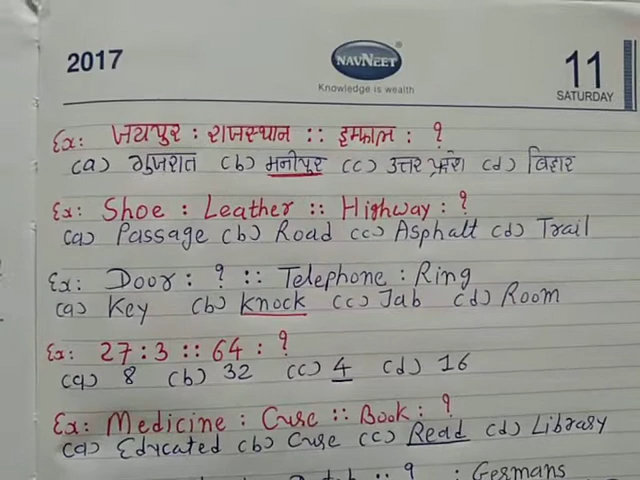 2017
NAVNEET
Knowledge is wealth
11
SATURDAY
Ex: जयपुर : राजस्थान :: इम्फाल : ?
(a) गुजरात (b) मनीपुर (c) उत्तर प्रदेश (d) बिहार
Ex: Shoe : Leather :: Highway : ?
(a) Passage (b) Road (c) Asphalt (d) Trail
Ex: Door : ? :: Telephone : Ring
(a) Key (b) Knock (c) Jab (d) Room
Ex: 27 : 3 :: 64 : ?
(a) 8 (b) 32 (c) 4 (d) 16
Ex: Medicine : Cure :: Book : ?
(a) Educated (b) Cure (c) Read (d) Library
:: ? : Germans